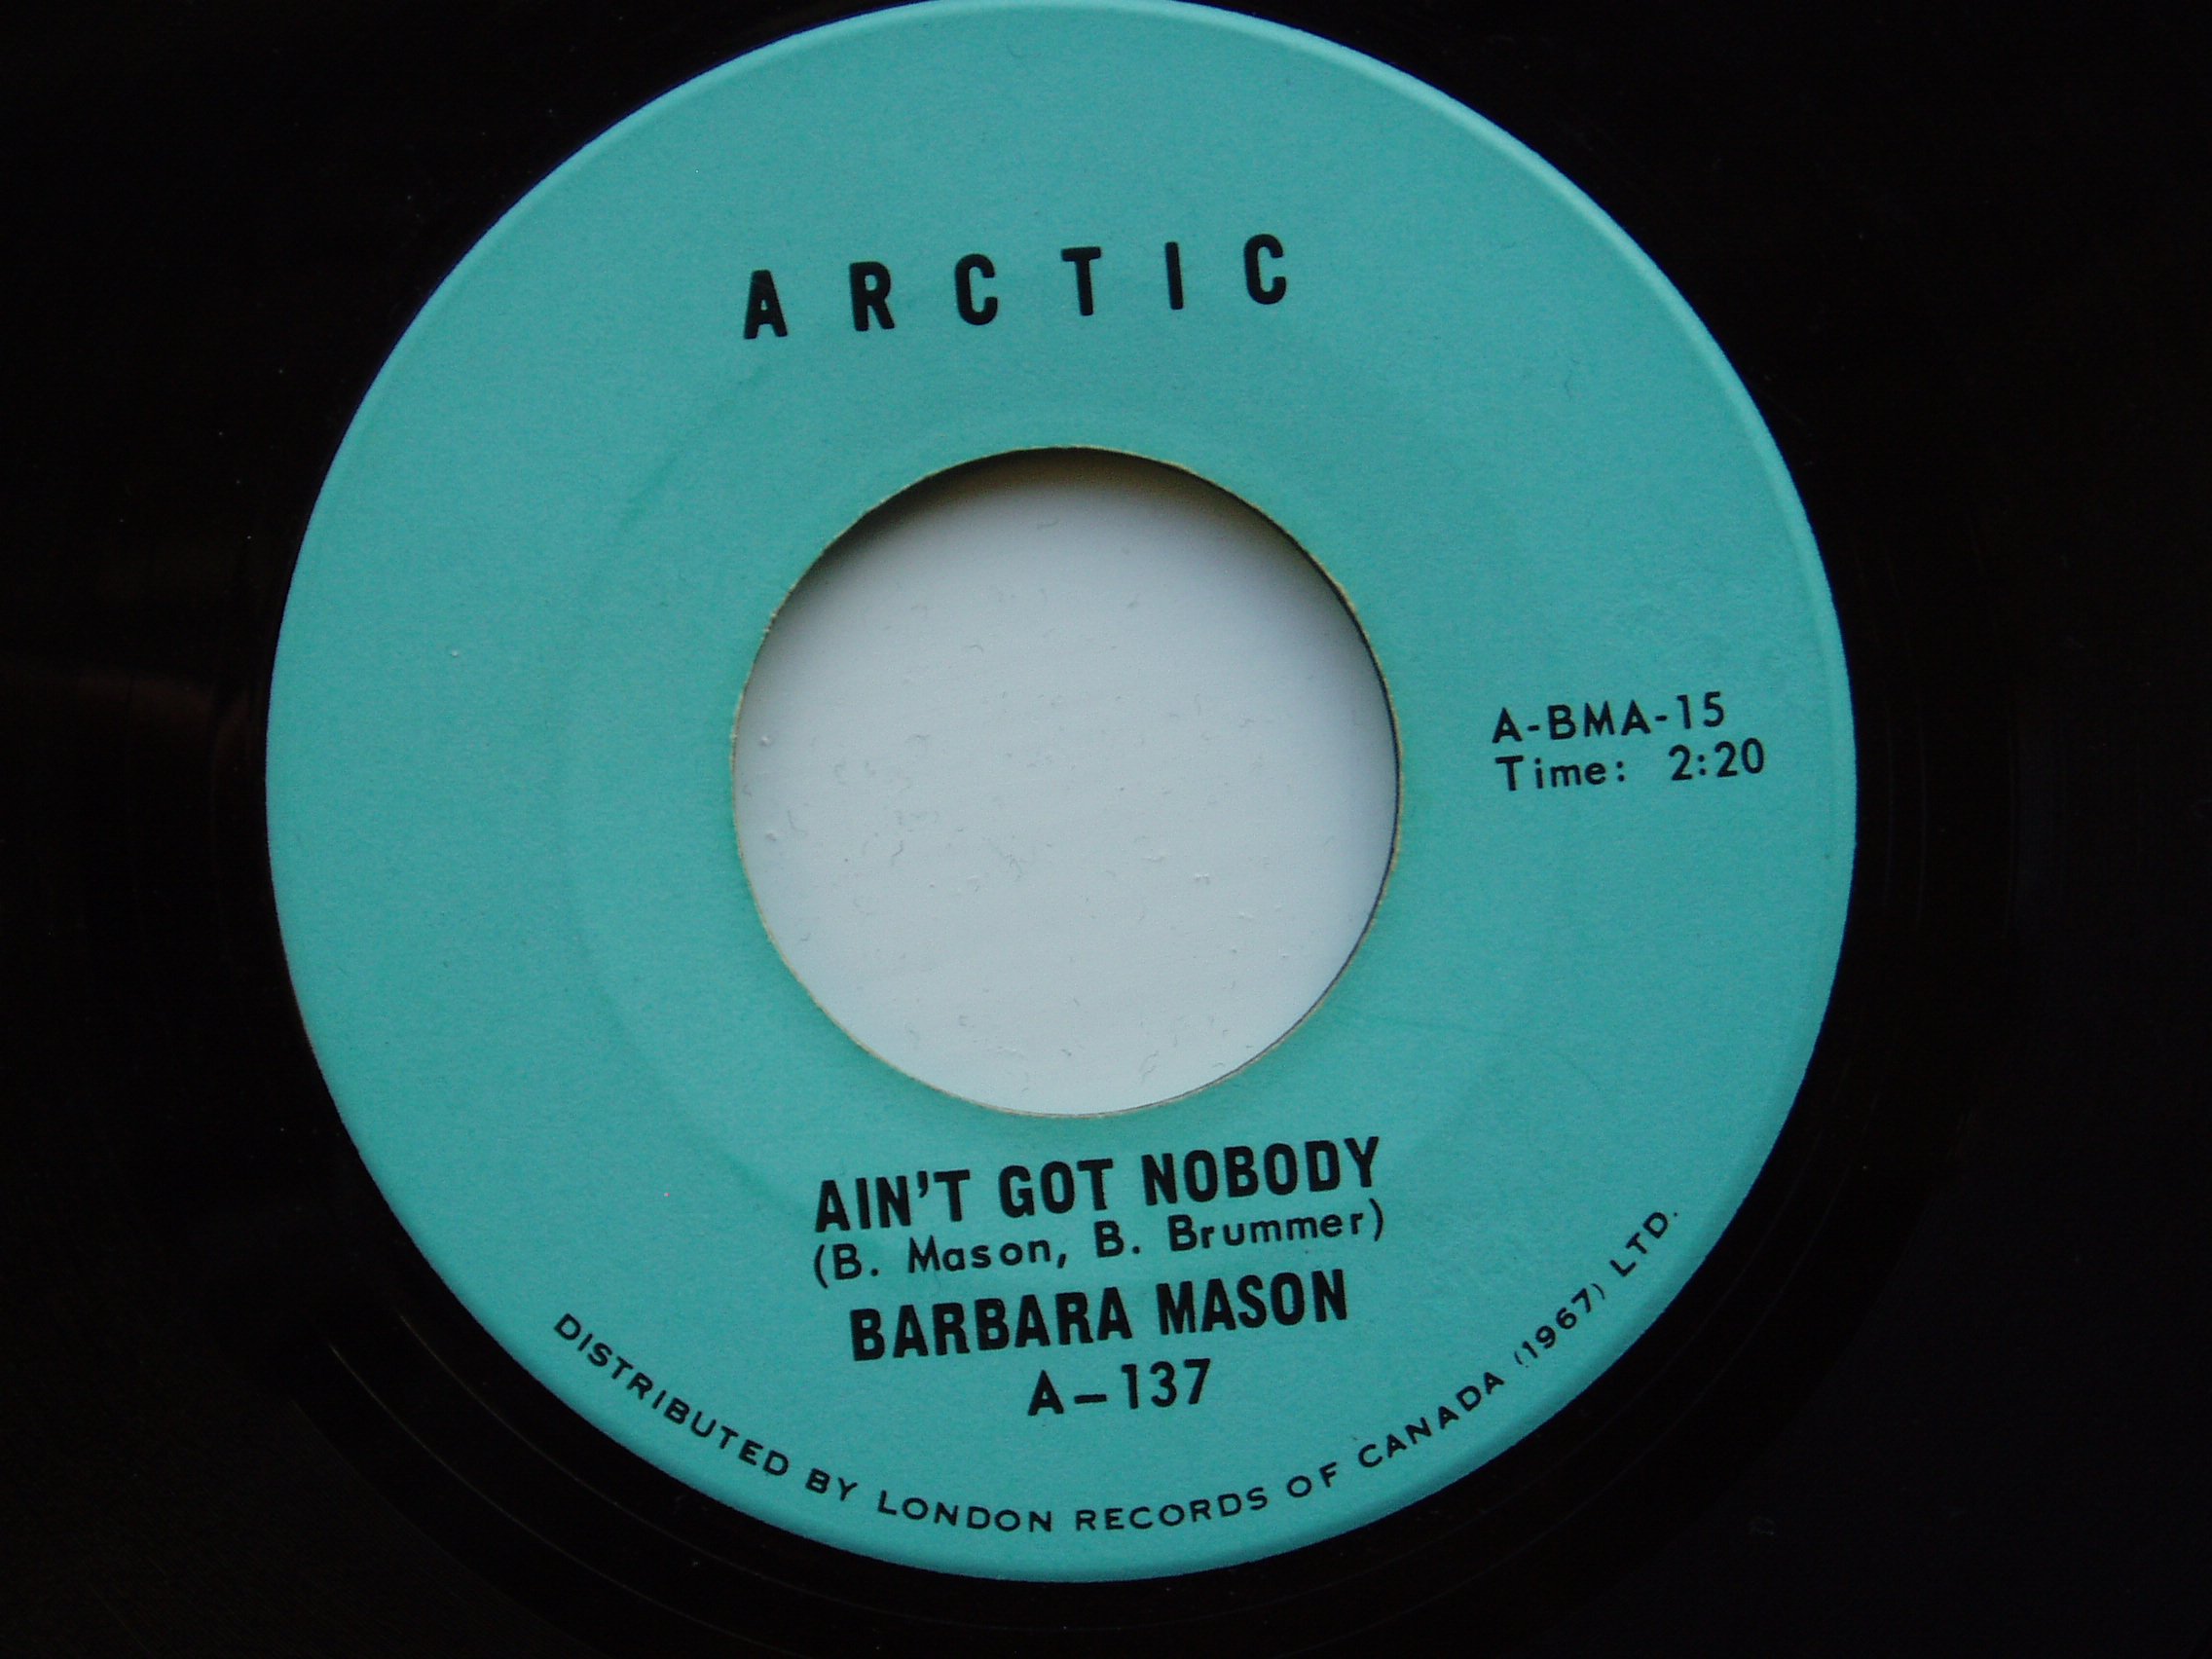 ARCTIC
A-BMA-15
Time: 2:20
AIN'T GOT NOBODY
(B. Mason, B. Brummer)
BARBARA MASON
A-137
DISTRIBUTED BY LONDON RECORDS OF CANADA (1967) LTD.